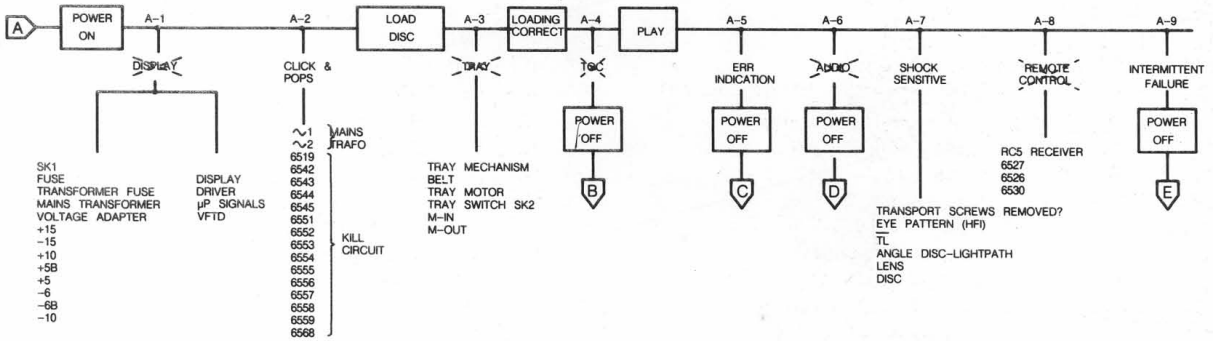 A
POWER
ON
A-1
A-2
LOAD
DISC
A-3
LOADING
CORRECT
A-4
PLAY
A-5
A-6
A-7
A-8
A-9
DISPLAY
CLICK &
POPS
TRAY
TOC
ERR
INDICATION
AUDIO
SHOCK
SENSITIVE
REMOTE
CONTROL
INTERMITTENT
FAILURE
SK1
FUSE
TRANSFORMER FUSE
MAINS TRANSFORMER
VOLTAGE ADAPTER
+15
-15
+10
+5B
+5
-6
-6B
-10
DISPLAY
DRIVER
µP SIGNALS
VFTD
~1
~2
MAINS
TRAFO
6519
6542
6543
6544
6545
6551
6552
6553
6554
6555
6556
6557
6558
6559
6568
KILL
CIRCUIT
TRAY MECHANISM
BELT
TRAY MOTOR
TRAY SWITCH SK2
M-IN
M-OUT
POWER
OFF
B
POWER
OFF
C
POWER
OFF
D
TRANSPORT SCREWS REMOVED?
EYE PATTERN (HFI)
TL
ANGLE DISC-LIGHTPATH
LENS
DISC
RC5 RECEIVER
6527
6526
6530
POWER
OFF
E